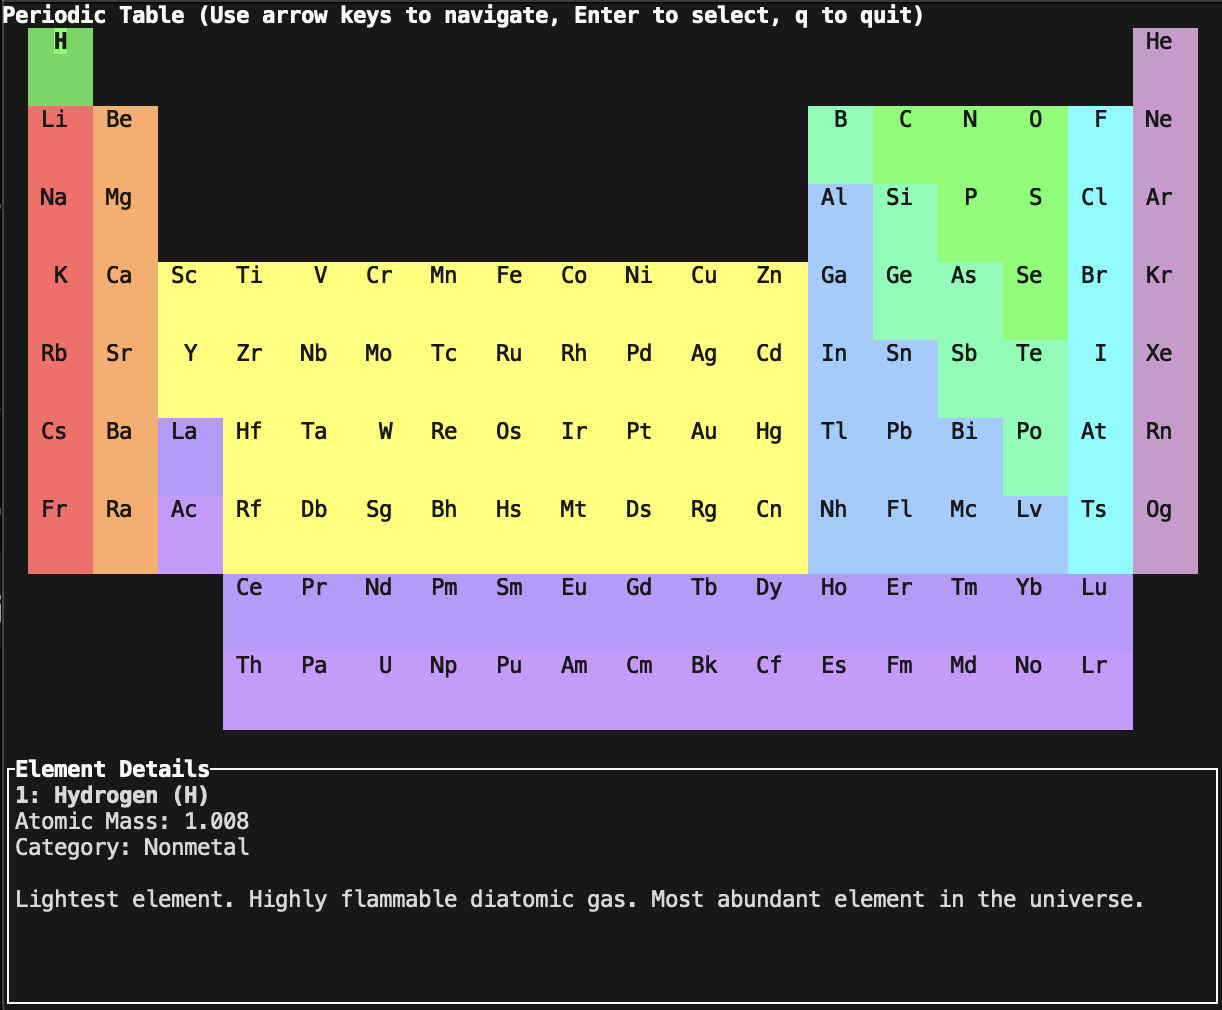 Periodic Table (Use arrow keys to navigate, Enter to select, q to quit)
H He
Li Be B C N O F Ne
Na Mg Al Si P S Cl Ar
K Ca Sc Ti V Cr Mn Fe Co Ni Cu Zn Ga Ge As Se Br Kr
Rb Sr Y Zr Nb Mo Tc Ru Rh Pd Ag Cd In Sn Sb Te I Xe
Cs Ba La Hf Ta W Re Os Ir Pt Au Hg Tl Pb Bi Po At Rn
Fr Ra Ac Rf Db Sg Bh Hs Mt Ds Rg Cn Nh Fl Mc Lv Ts Og
Ce Pr Nd Pm Sm Eu Gd Tb Dy Ho Er Tm Yb Lu
Th Pa U Np Pu Am Cm Bk Cf Es Fm Md No Lr
Element Details
1: Hydrogen (H)
Atomic Mass: 1.008
Category: Nonmetal
Lightest element. Highly flammable diatomic gas. Most abundant element in the universe.